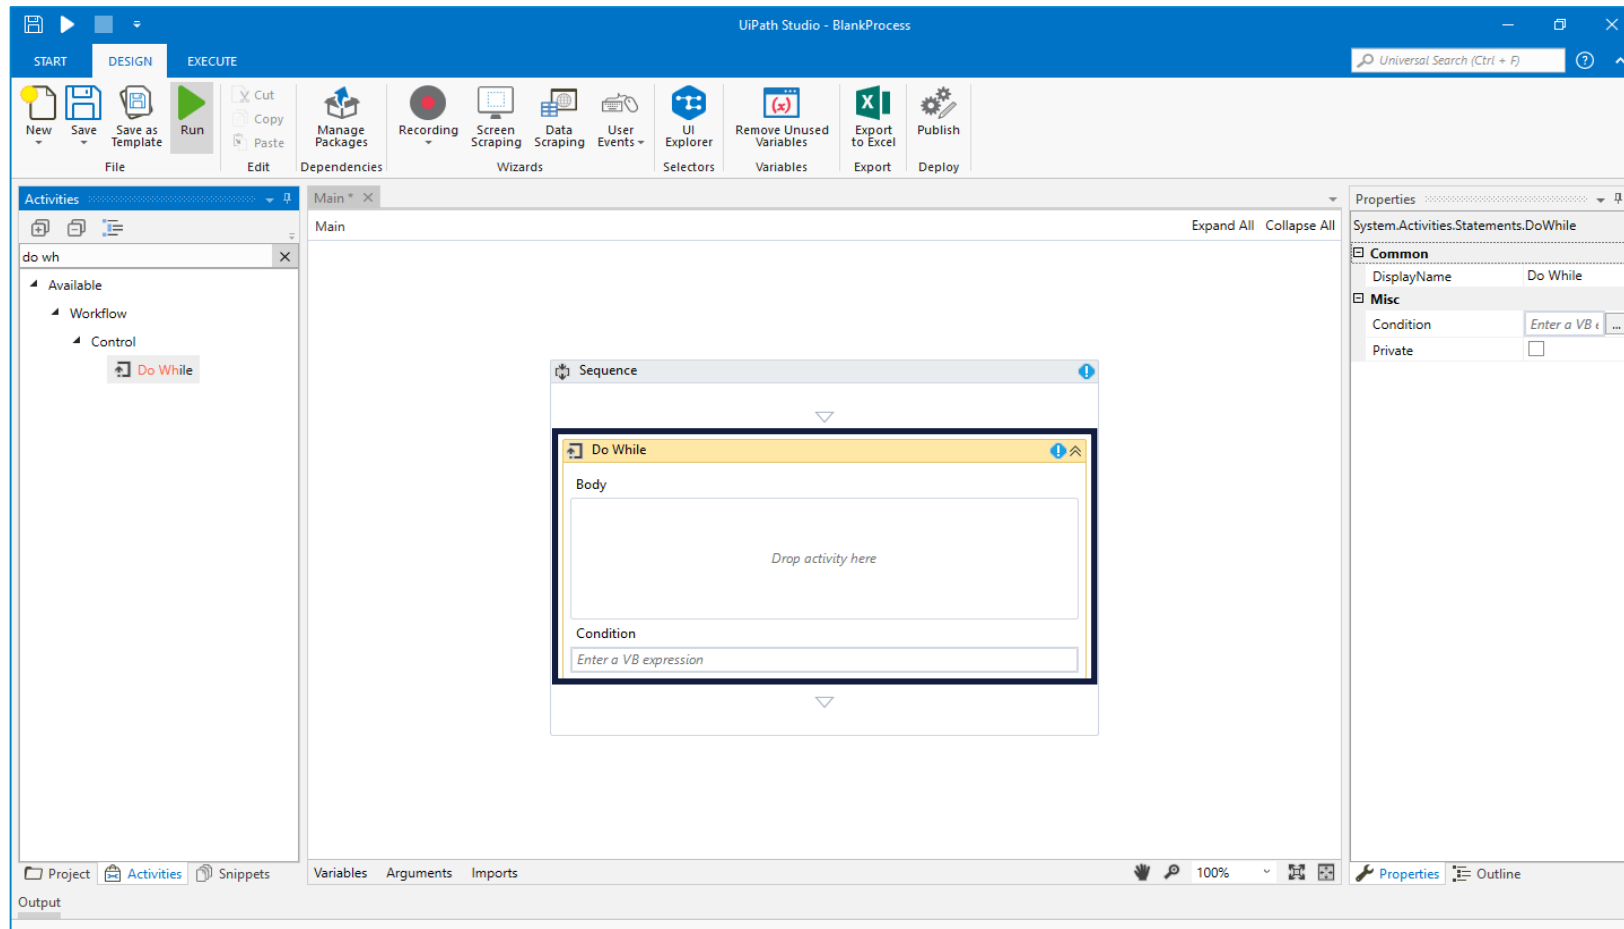 UiPath Studio - BlankProcess
START DESIGN EXECUTE
Universal Search (Ctrl + F)
New Save Save as Template Run
Cut
Copy
Paste
Manage Packages
Recording Screen Scraping Data Scraping User Events
UI Explorer
Remove Unused Variables
Export to Excel
Publish
File Edit Dependencies Wizards Selectors Variables Export Deploy
Activities
Main *
Properties
Main
Expand All Collapse All
System.Activities.Statements.DoWhile
do wh
Common
DisplayName Do While
Misc
Condition Enter a VB e ...
Private
Available
Workflow
Control
Do While
Sequence
Do While
Body
Drop activity here
Condition
Enter a VB expression
Project Activities Snippets
Variables Arguments Imports
100%
Properties Outline
Output